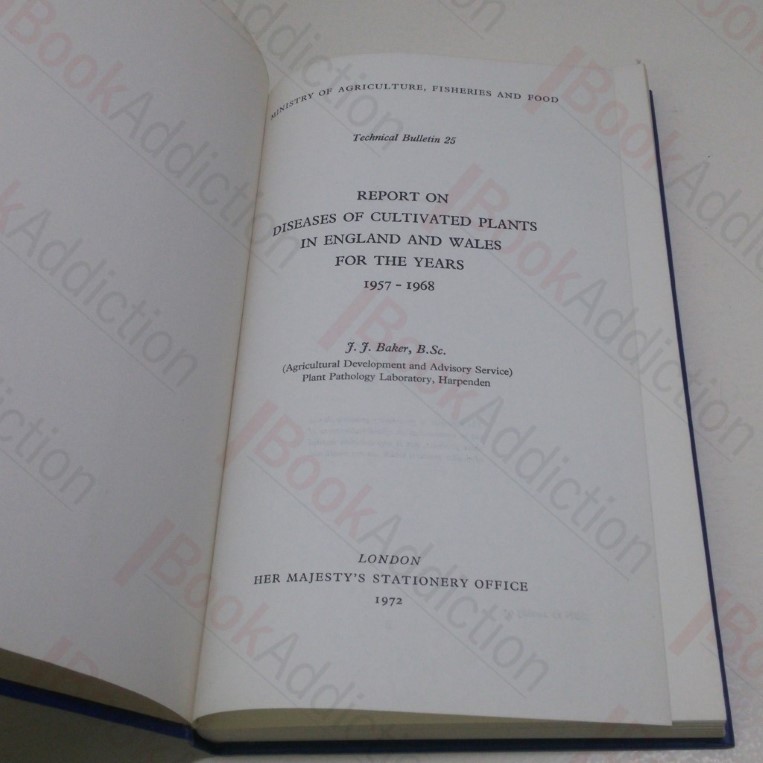 MINISTRY OF AGRICULTURE, FISHERIES AND FOOD
Technical Bulletin 25
REPORT ON
DISEASES OF CULTIVATED PLANTS
IN ENGLAND AND WALES
FOR THE YEARS
1957 - 1968
J. J. Baker, B.Sc.
(Agricultural Development and Advisory Service)
Plant Pathology Laboratory, Harpenden
LONDON
HER MAJESTY'S STATIONERY OFFICE
1972
BookAddiction